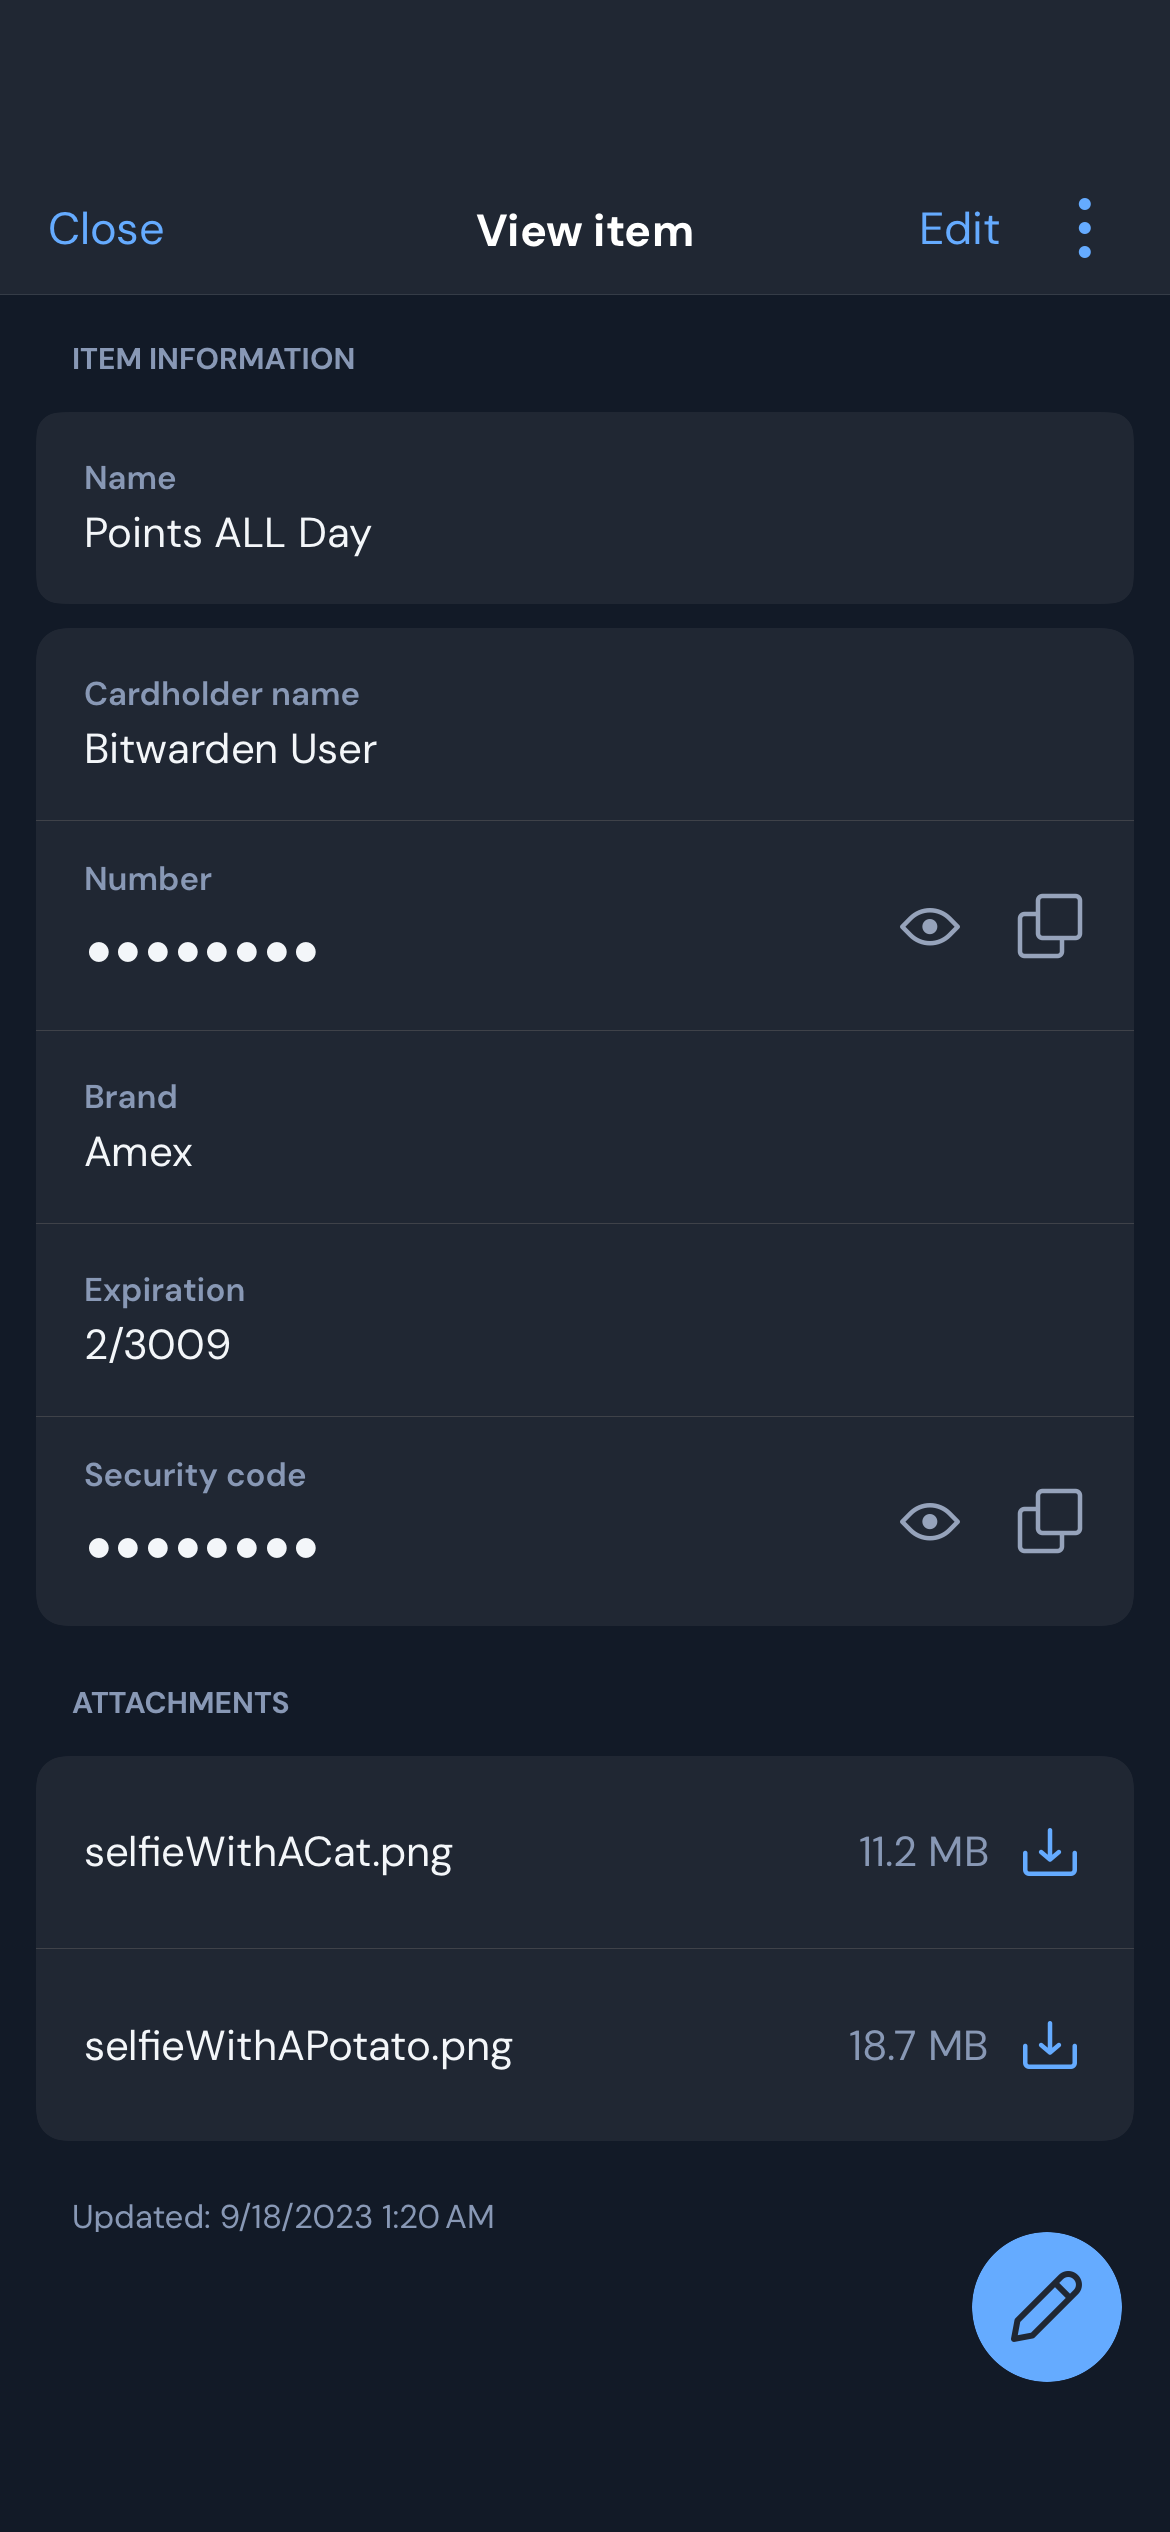 Close
View item
Edit
ITEM INFORMATION
Name
Points ALL Day
Cardholder name
Bitwarden User
Number
••••••••
Brand
Amex
Expiration
2/3009
Security code
••••••••
ATTACHMENTS
selfieWithACat.png 11.2 MB
selfieWithAPotato.png 18.7 MB
Updated: 9/18/2023 1:20 AM